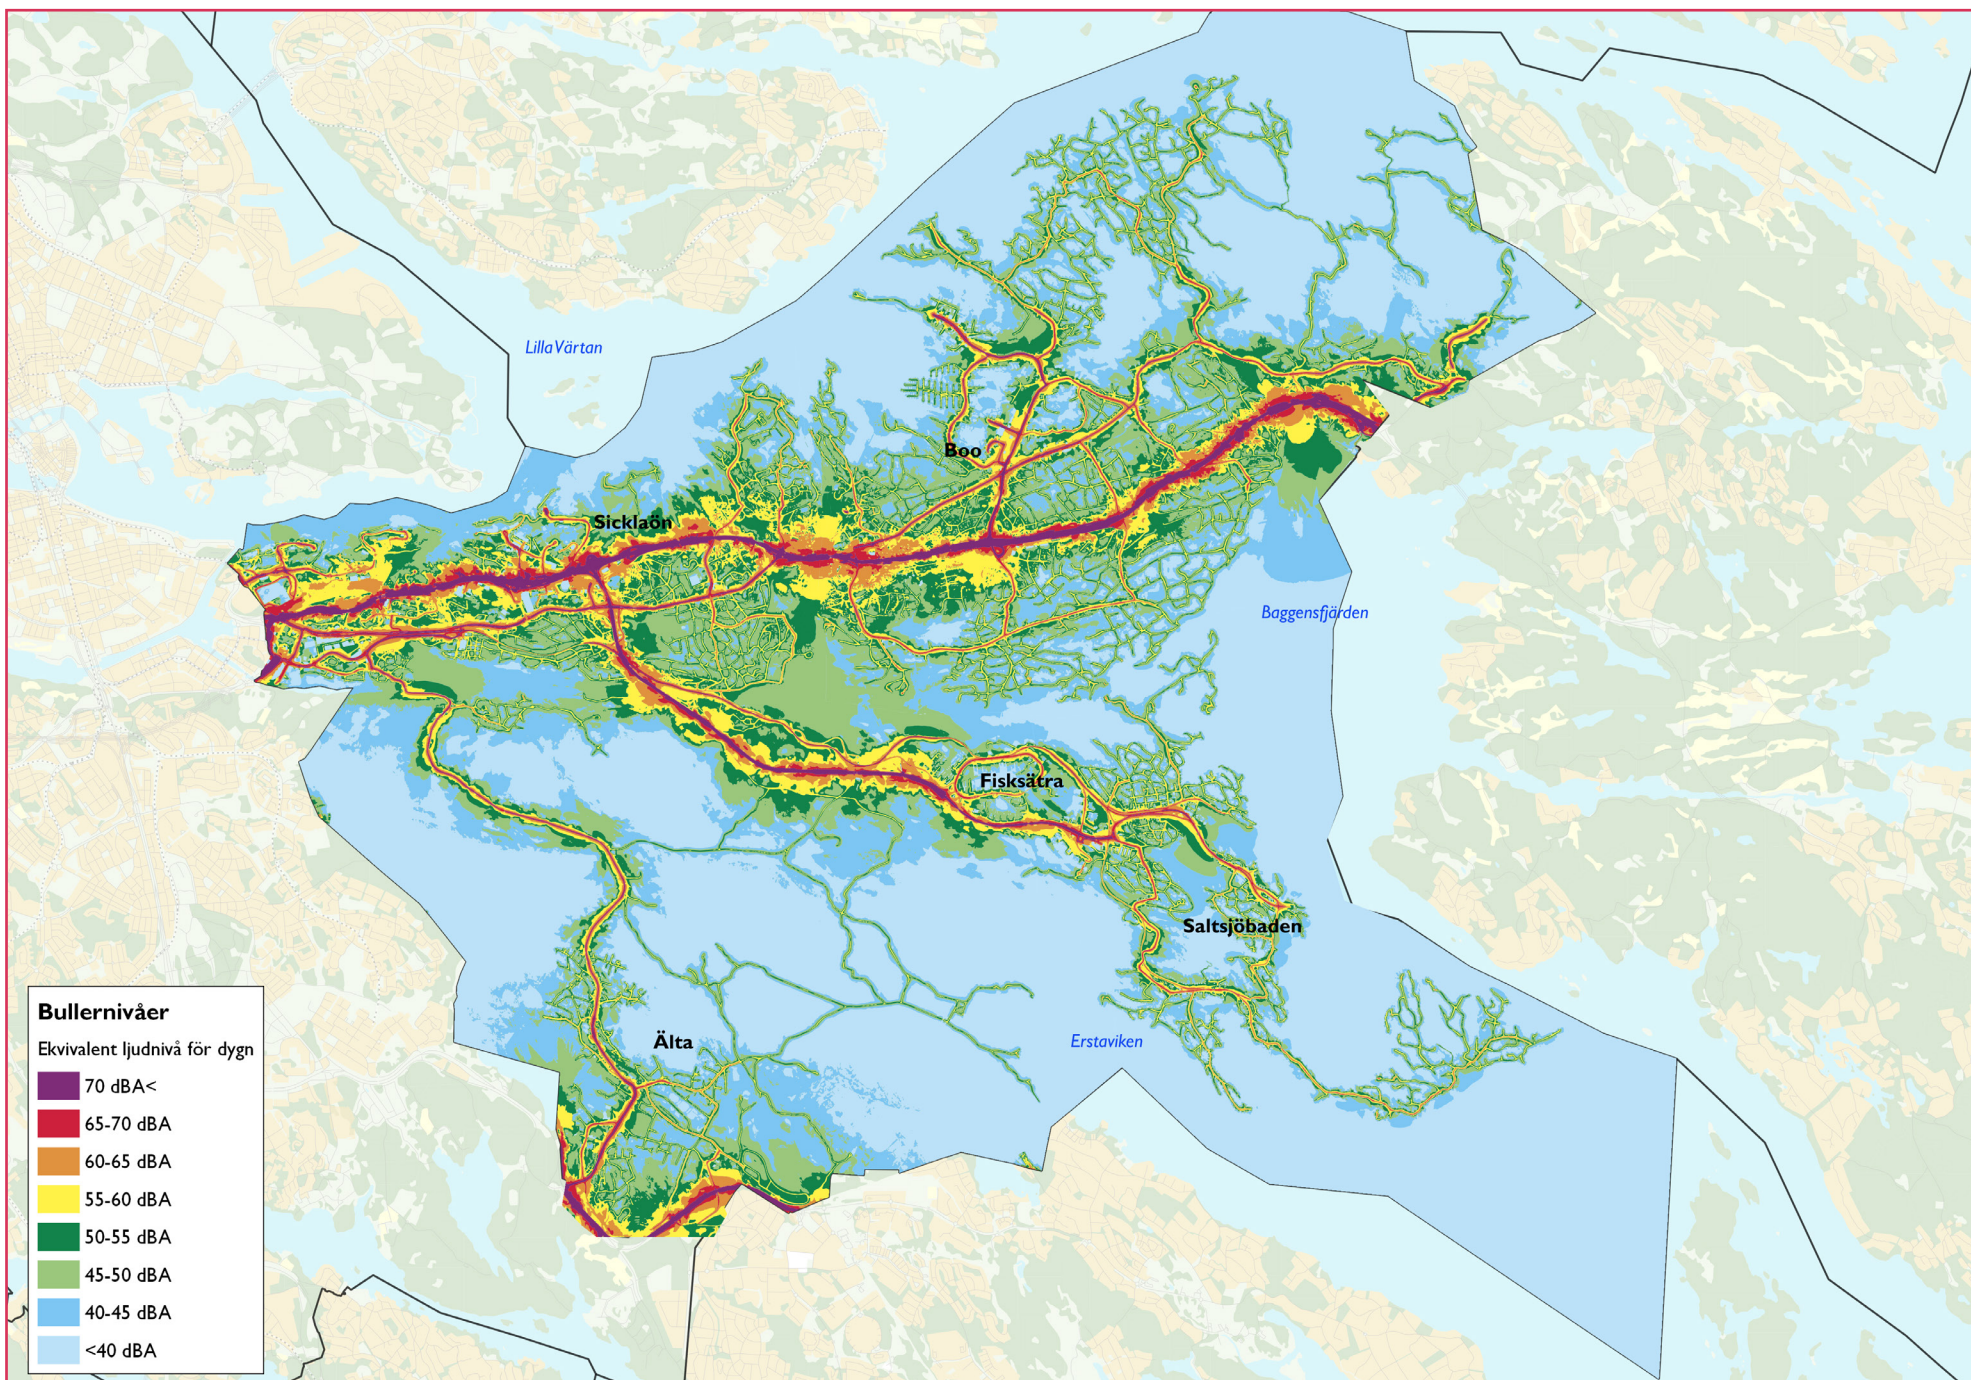 Lilla Värtan
Boo
Sicklaön
Baggensfjärden
Fisksätra
Saltsjöbaden
Älta
Erstaviken
Bullernivåer
Ekvivalent ljudnivå för dygn
70 dBA<
65-70 dBA
60-65 dBA
55-60 dBA
50-55 dBA
45-50 dBA
40-45 dBA
<40 dBA